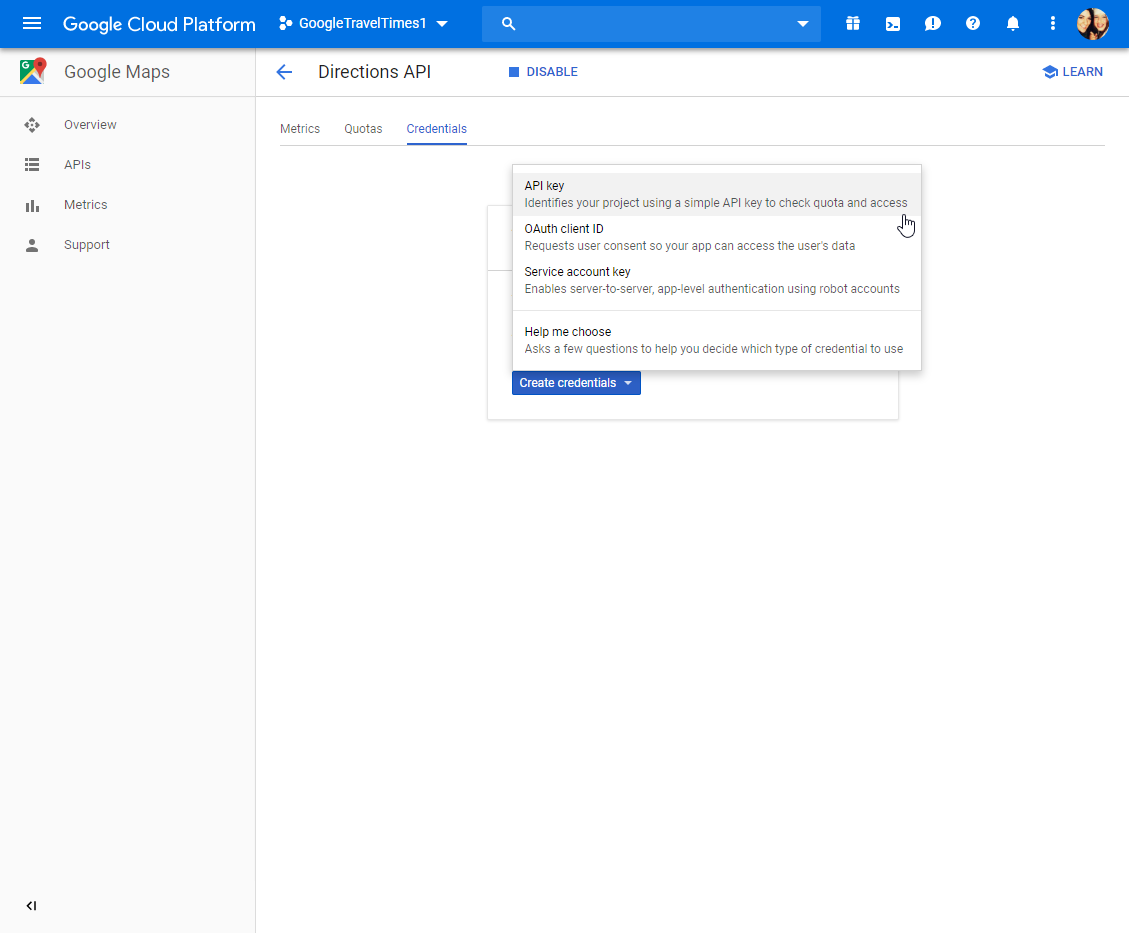 Google Cloud Platform
GoogleTravelTimes1
Google Maps
Directions API
DISABLE
LEARN
Overview
APIs
Metrics
Support
Metrics
Quotas
Credentials
API key
Identifies your project using a simple API key to check quota and access
OAuth client ID
Requests user consent so your app can access the user's data
Service account key
Enables server-to-server, app-level authentication using robot accounts
Help me choose
Asks a few questions to help you decide which type of credential to use
Create credentials